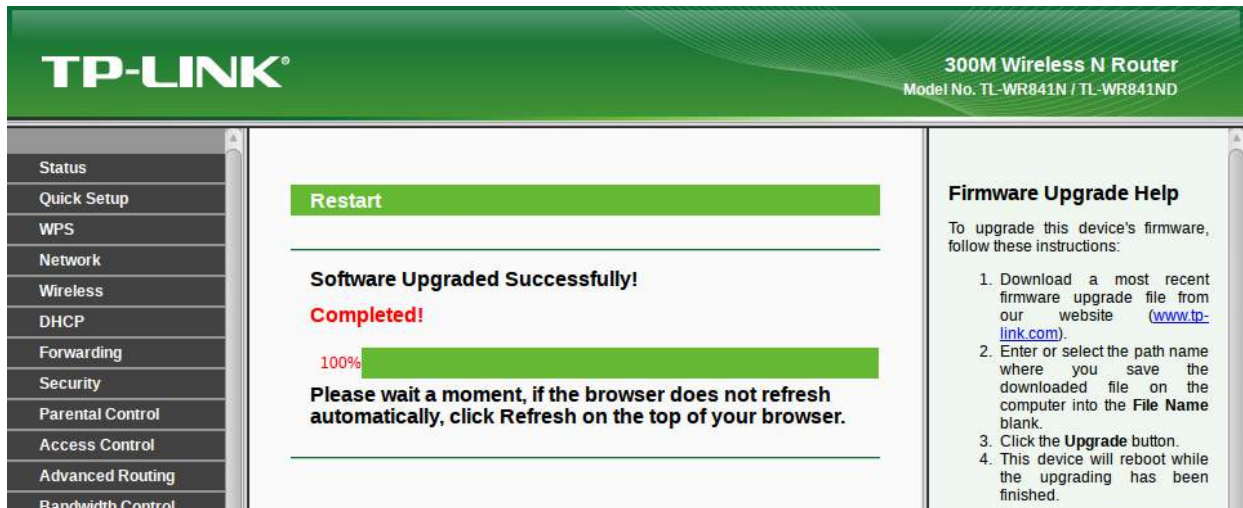 TP-LINK®
300M Wireless N Router
Model No. TL-WR841N / TL-WR841ND
Status
Quick Setup
WPS
Network
Wireless
DHCP
Forwarding
Security
Parental Control
Access Control
Advanced Routing
Bandwidth Control
Restart
Software Upgraded Successfully!
Completed!
100%
Please wait a moment, if the browser does not refresh
automatically, click Refresh on the top of your browser.
Firmware Upgrade Help
To upgrade this device's firmware,
follow these instructions:
1. Download a most recent
firmware upgrade file from
our website (www.tp-
link.com).
2. Enter or select the path name
where you save the
downloaded file on the
computer into the File Name
blank.
3. Click the Upgrade button.
4. This device will reboot while
the upgrading has been
finished.